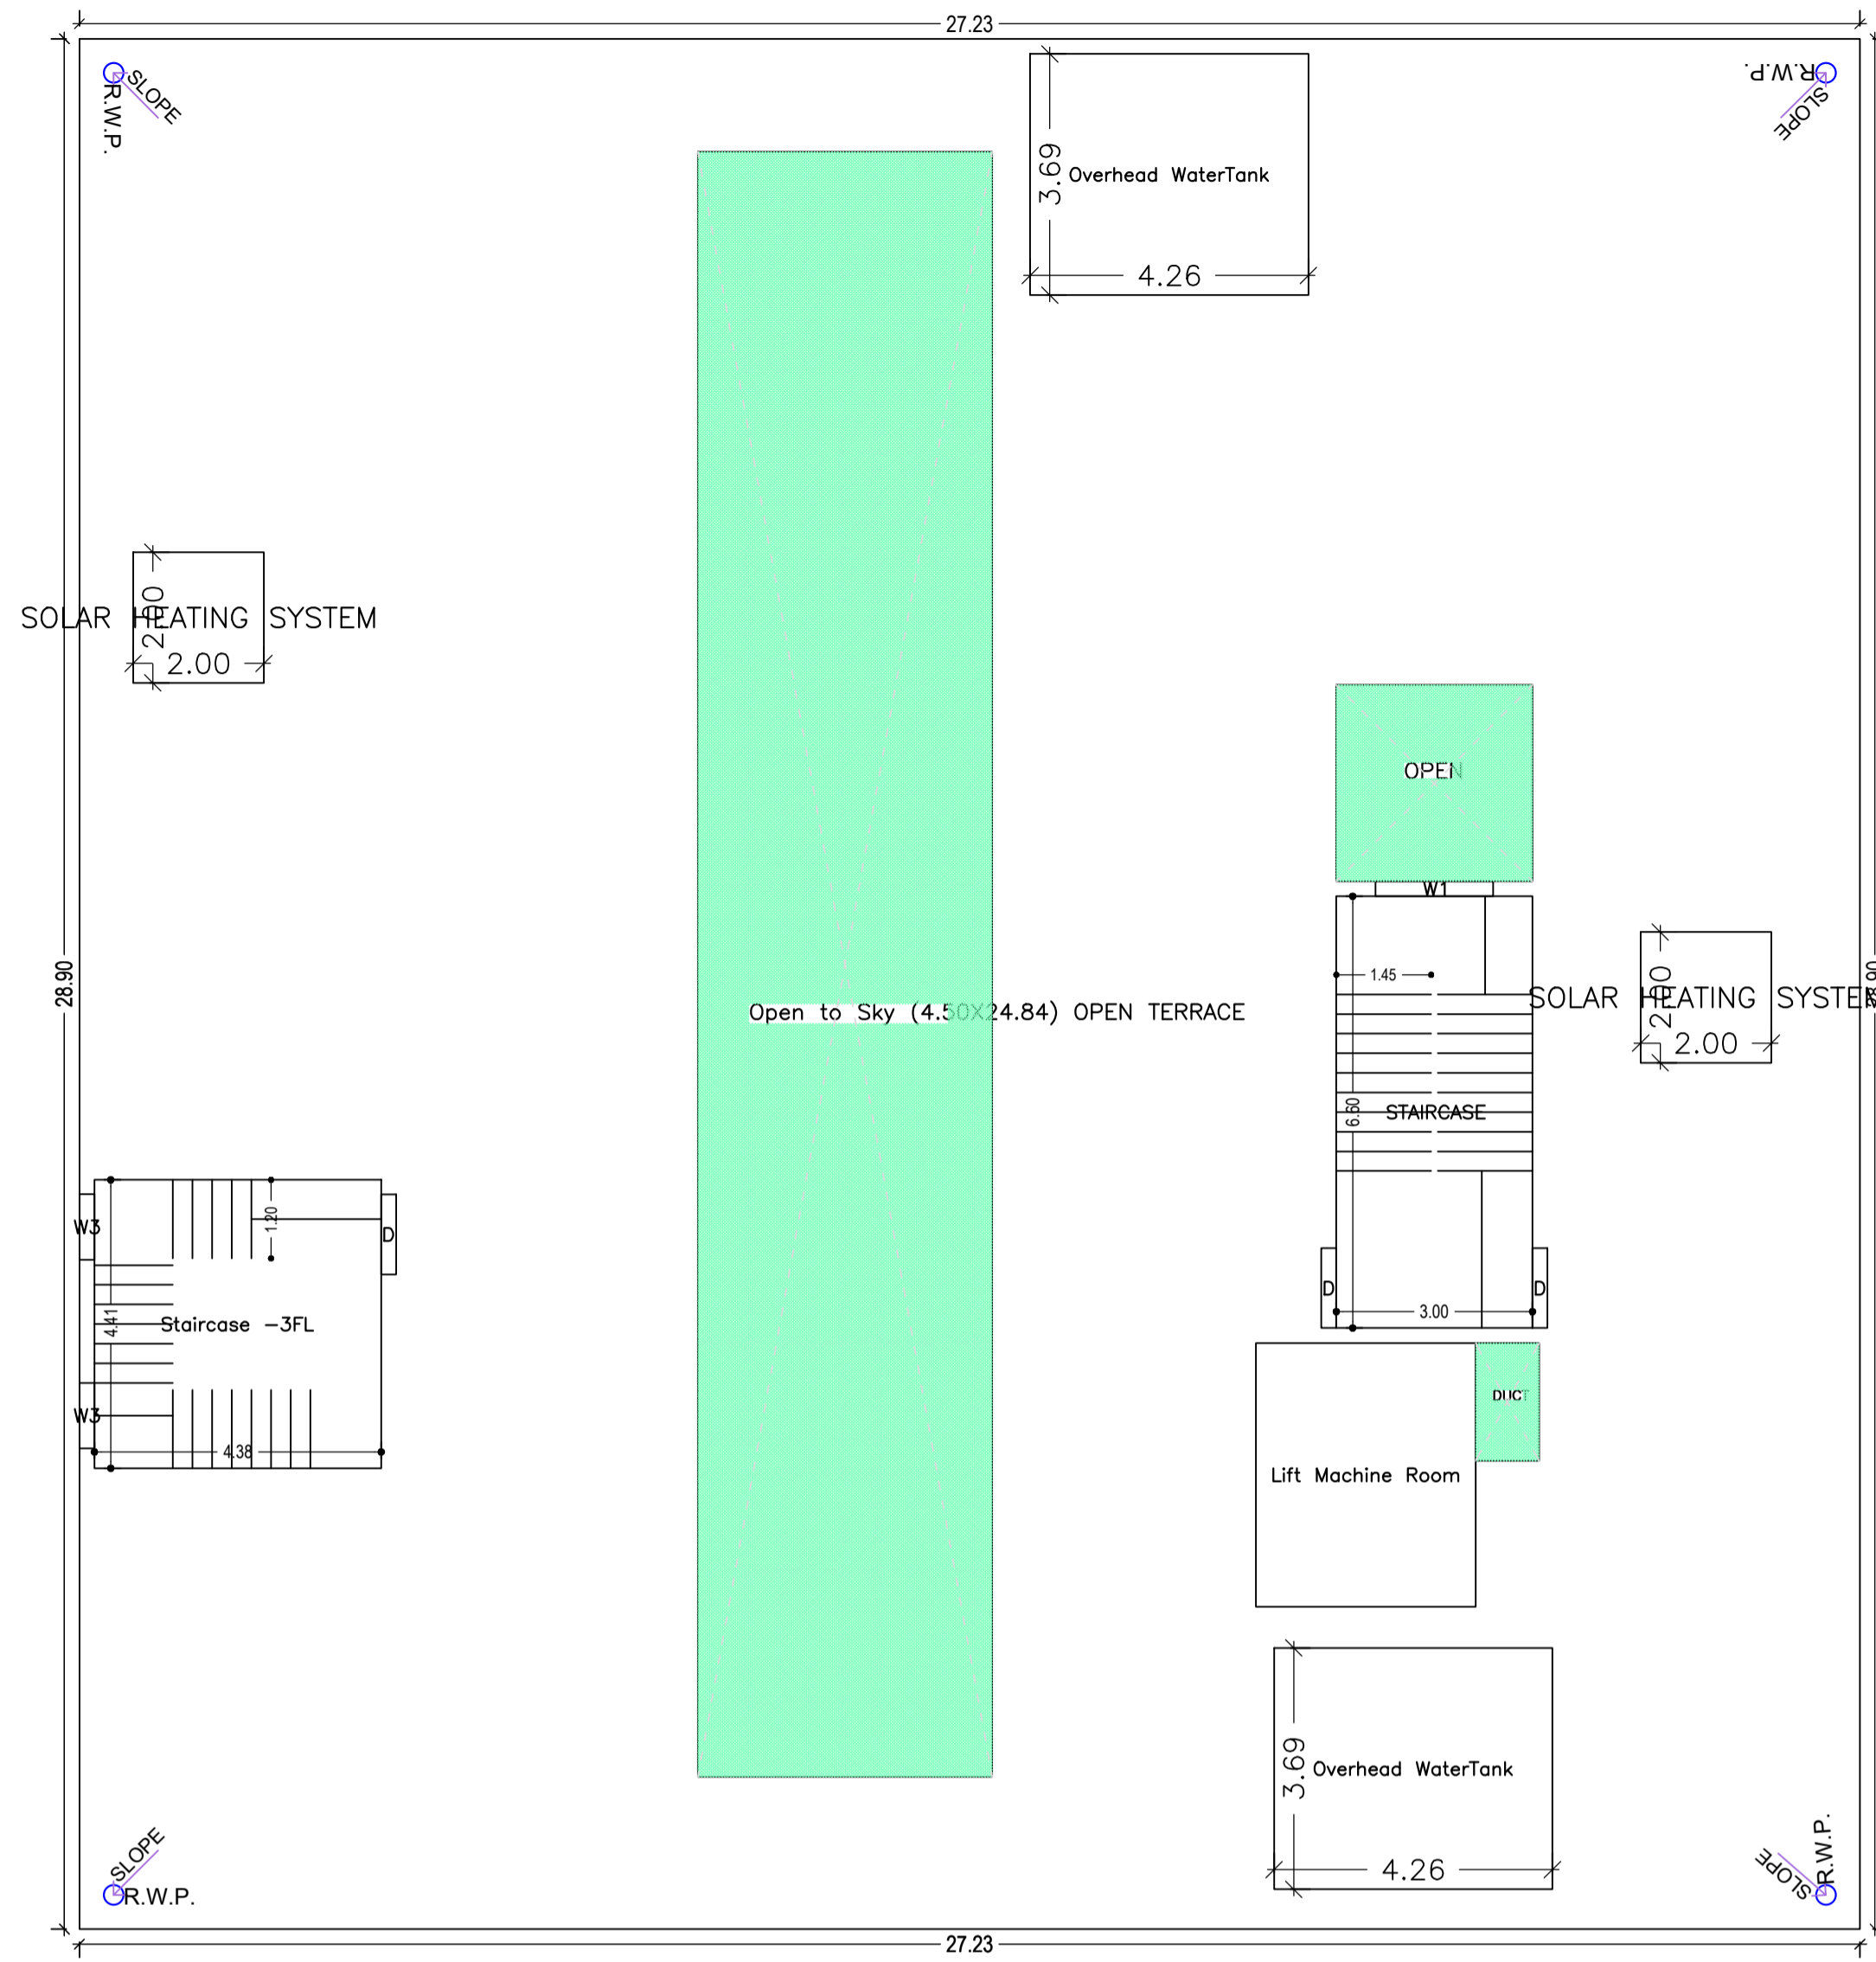 27.23
R.W.P.
SLOPE
R.W.P.
SLOPE
3.69
Overhead WaterTank
4.26
SOLAR HEATING SYSTEM
2.00
2.00
OPEN
W1
28.90
1.45
SOLAR HEATING SYSTEM
2.00
2.00
28.90
Open to Sky (4.50X24.84) OPEN TERRACE
6.60
STAIRCASE
W3
1.20
D
4.41
Staircase -3FL
D
D
3.00
W3
4.38
DUCT
Lift Machine Room
3.69
Overhead WaterTank
4.26
SLOPE
R.W.P.
SLOPE
R.W.P.
27.23